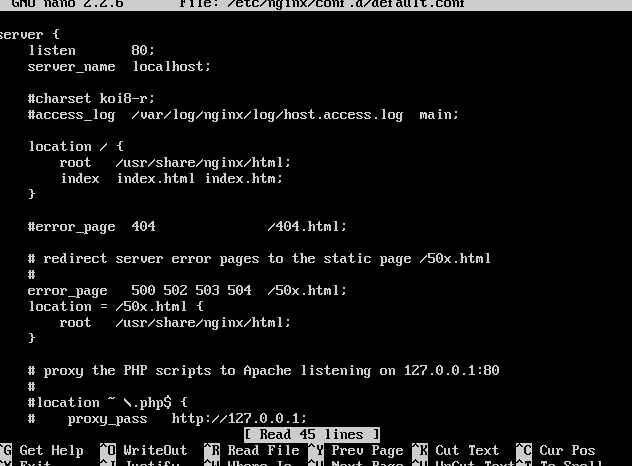 GNU nano 2.2.6 File: /etc/nginx/conf.d/default.conf
server {
listen 80;
server_name localhost;
#charset koi8-r;
#access_log /var/log/nginx/log/host.access.log main;
location / {
root /usr/share/nginx/html;
index index.html index.htm;
}
#error_page 404 /404.html;
# redirect server error pages to the static page /50x.html
#
error_page 500 502 503 504 /50x.html;
location = /50x.html {
root /usr/share/nginx/html;
}
# proxy the PHP scripts to Apache listening on 127.0.0.1:80
#
#location ~ \.php$ {
# proxy_pass http://127.0.0.1;
[ Read 45 lines ]
^G Get Help ^O WriteOut ^R Read File ^Y Prev Page ^K Cut Text ^C Cur Pos
^X Exit ^J Justify ^W Where Is ^V Next Page ^U UnCut Text ^T To Spell